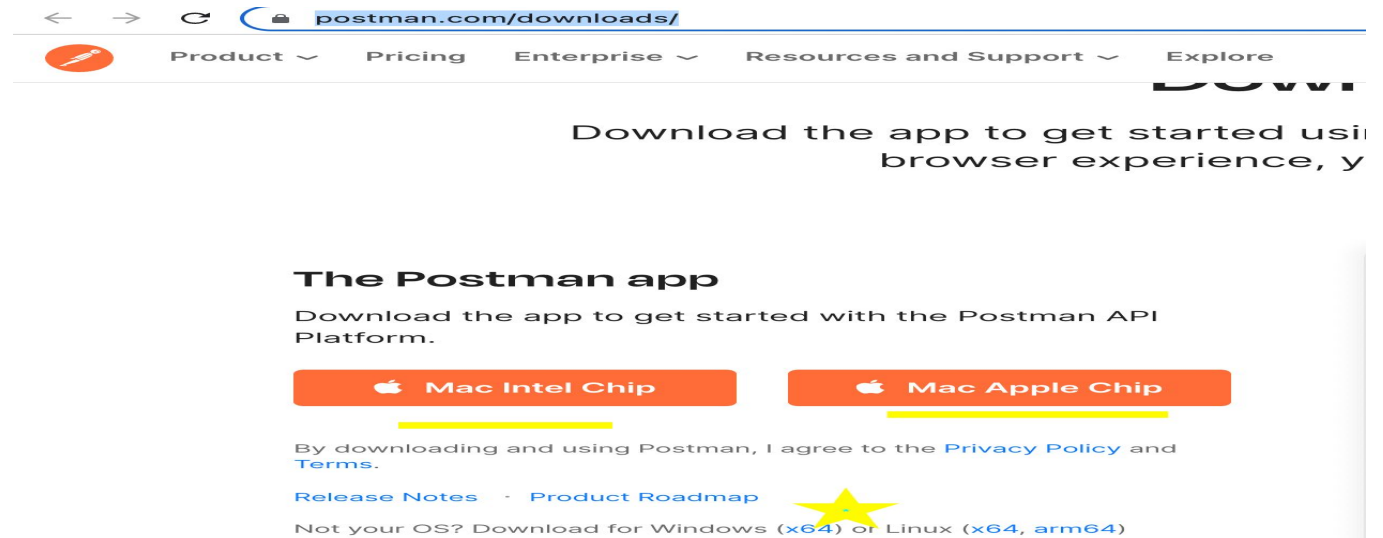 postman.com/downloads/
Product Pricing Enterprise Resources and Support Explore
Download the app to get started
browser experience, y
The Postman app
Download the app to get started with the Postman API
Platform.
Mac Intel Chip Mac Apple Chip
By downloading and using Postman, I agree to the Privacy Policy and
Terms.
Release Notes · Product Roadmap
Not your OS? Download for Windows (x64) or Linux (x64, arm64)